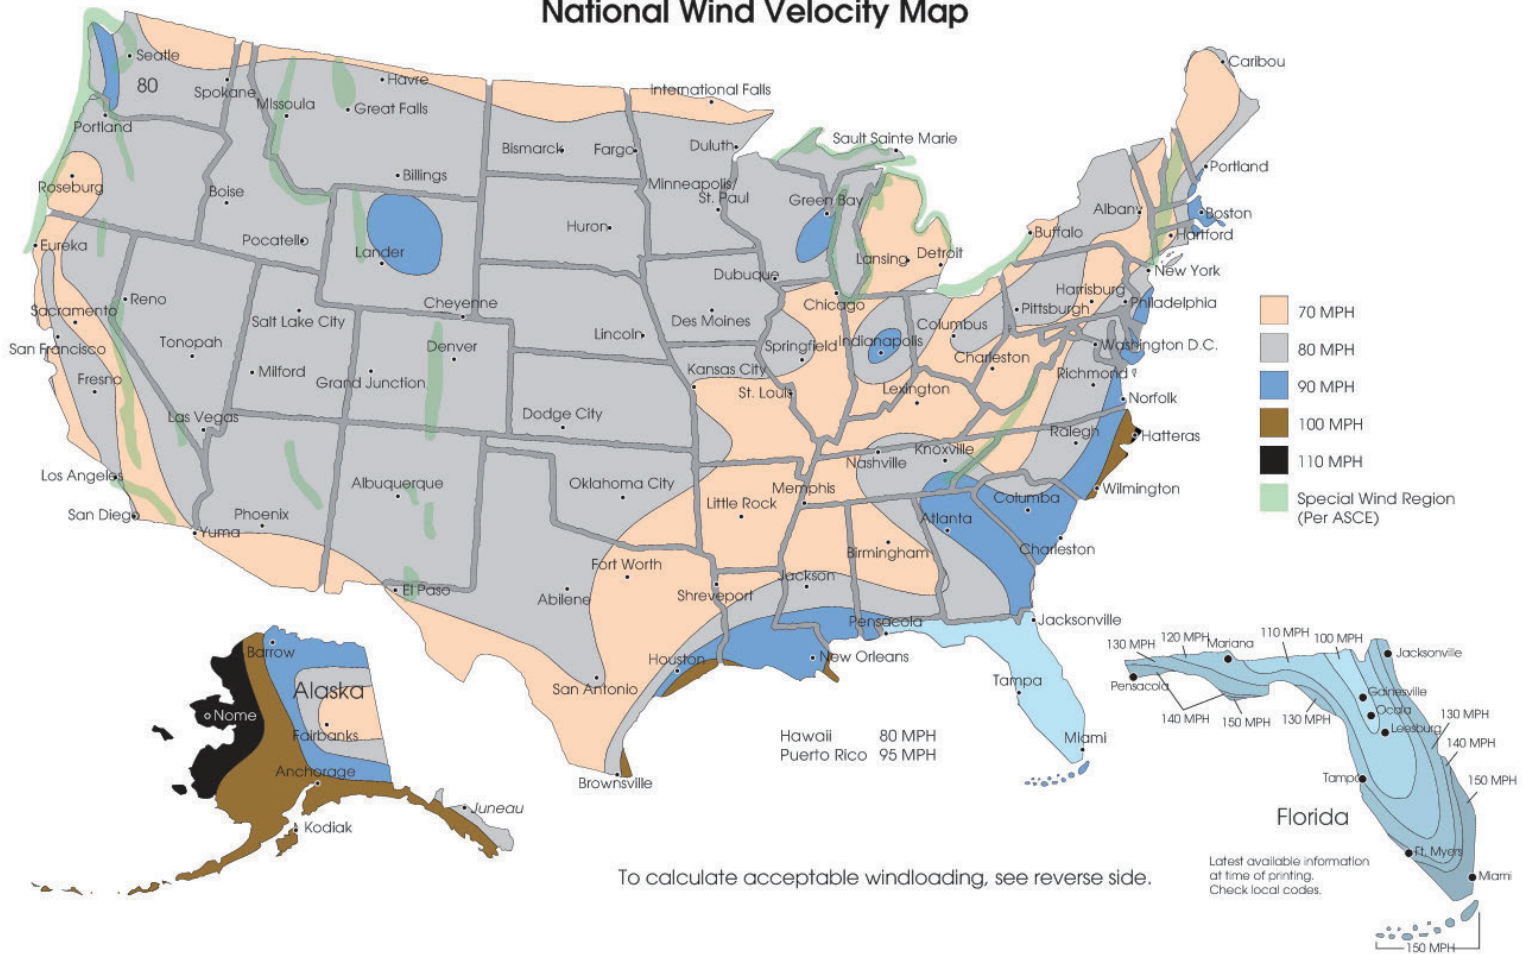 National Wind Velocity Map
Caribou
Seatle
80
Spokane
Havre
Missoula
Great Falls
International Falls
Portland
Bismarck
Fargo
Duluth
Sault Sainte Marie
Portland
Roseburg
Boise
Billings
Minneapolis/
St. Paul
Green Bay
Albany
Boston
Eureka
Pocatello
Lander
Huron
Lansing
Detroit
Buffalo
Hartford
New York
Dubuque
Reno
Cheyenne
Chicago
Harrisburg
Pittsburgh
Philadelphia
Sacramento
Salt Lake City
Lincoln
Des Moines
Columbus
San Francisco
Tonopah
Denver
Springfield
Indianapolis
Washington D.C.
Fresno
Milford
Grand Junction
Kansas City
St. Louis
Charleston
Lexington
Richmond
Norfolk
Las Vegas
Dodge City
Nashville
Knoxville
Ralegh
Hatteras
Los Angeles
Albuquerque
Oklahoma City
Little Rock
Memphis
Columba
Wilmington
San Diego
Yuma
Phoenix
Atlanta
Charleston
Birmingham
El Paso
Fort Worth
Abilene
Shreveport
Jackson
Jacksonville
Pensacola
Houston
New Orleans
San Antonio
Tampa
Miami
Brownsville
70 MPH
80 MPH
90 MPH
100 MPH
110 MPH
Special Wind Region
(Per ASCE)
Barrow
Alaska
Nome
Fairbanks
Anchorage
Juneau
Kodiak
Hawaii 80 MPH
Puerto Rico 95 MPH
130 MPH
120 MPH
Mariana
110 MPH
100 MPH
Jacksonville
Pensacola
Gainesville
Ocala
Leesburg
140 MPH
150 MPH
130 MPH
130 MPH
140 MPH
Tampa
150 MPH
Florida
Ft. Myers
Miami
150 MPH
Latest available information
at time of printing.
Check local codes.
To calculate acceptable windloading, see reverse side.